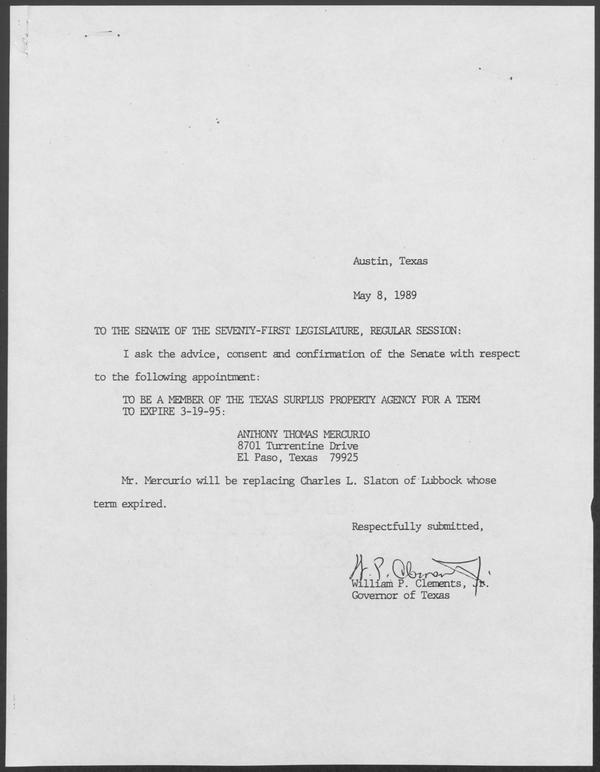 Austin, Texas
May 8, 1989
TO THE SENATE OF THE SEVENTY-FIRST LEGISLATURE, REGULAR SESSION:
I ask the advice, consent and confirmation of the Senate with respect
to the following appointment:
TO BE A MEMBER OF THE TEXAS SURPLUS PROPERTY AGENCY FOR A TERM
TO EXPIRE 3-19-95:
ANTHONY THOMAS MERCURIO
8701 Turrentine Drive
El Paso, Texas 79925
Mr. Mercurio will be replacing Charles L. Slaton of Lubbock whose
term expired.
Respectfully submitted,
W. P. Clements, Jr.
William P. Clements, Jr.
Governor of Texas